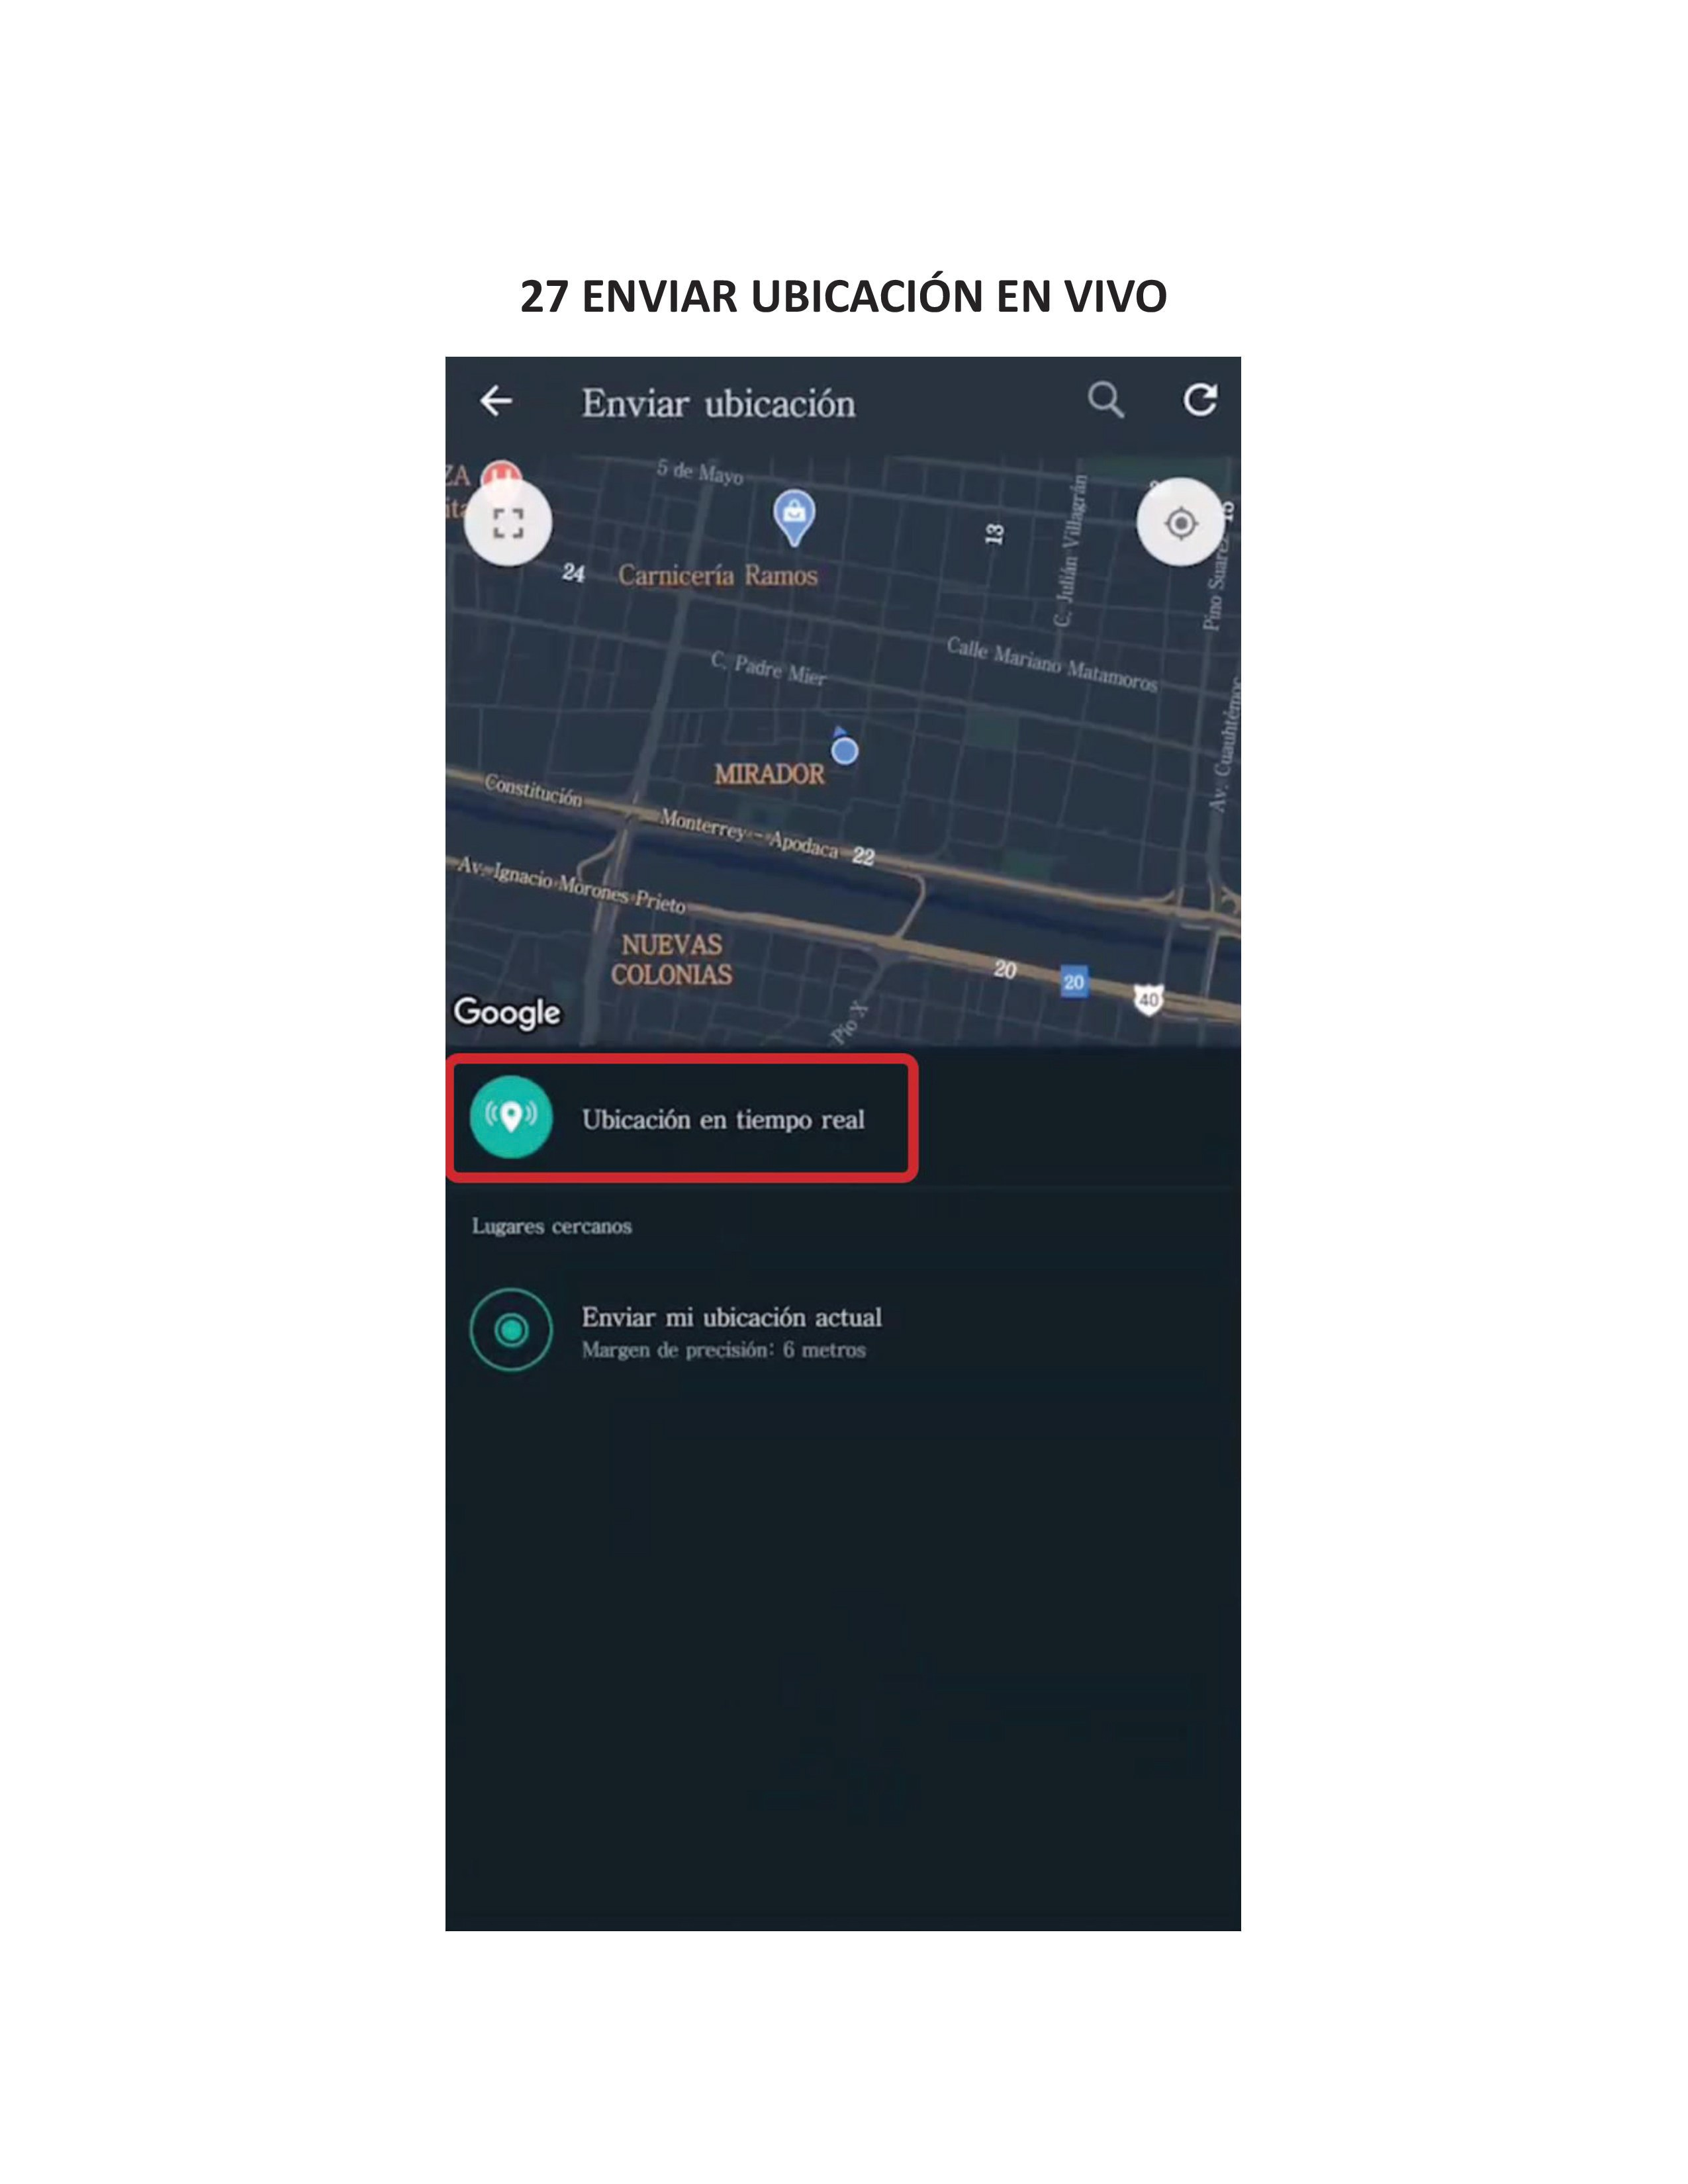 27 ENVIAR UBICACIÓN EN VIVO
Enviar ubicación
ZA
5 de Mayo
13
C. Julián Villagrán
24
Carnicería Ramos
Pino Suarez
C. Padre Mier
Calle Mariano Matamoros
MIRADOR
Av. Cuauhtémoc
Constitución
Monterrey - Apodaca
22
Av. Ignacio Morones Prieto
NUEVAS
COLONIAS
20
20
40
Google
Pío X
Ubicación en tiempo real
Lugares cercanos
Enviar mi ubicación actual
Margen de precisión: 6 metros